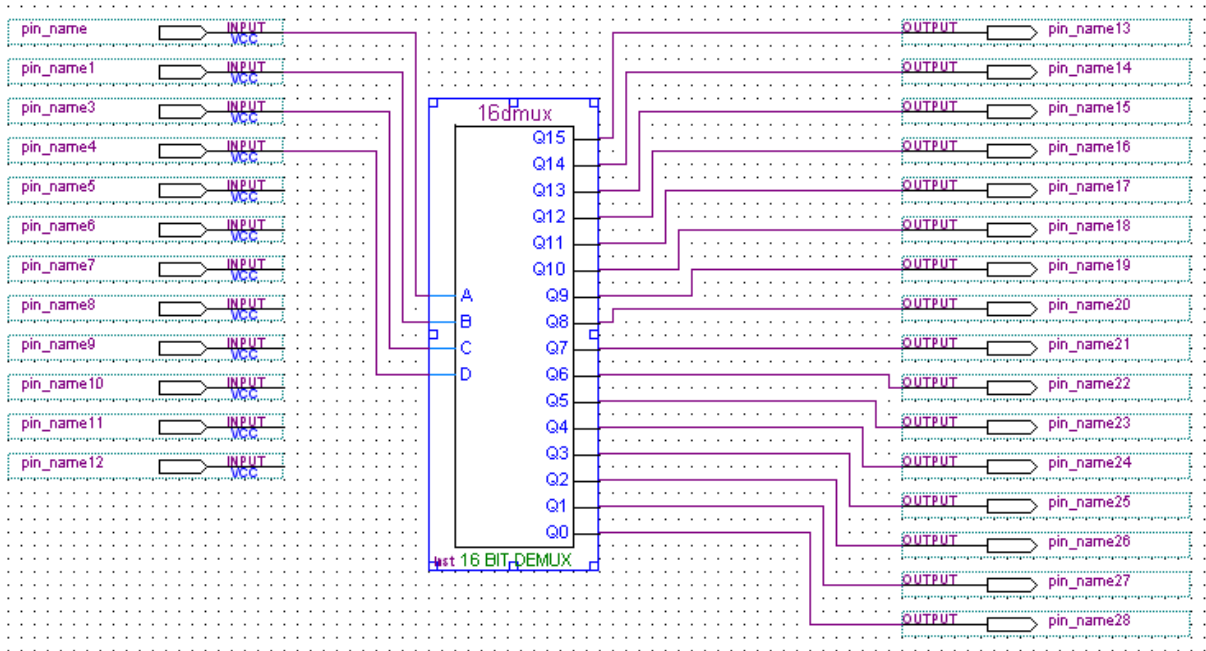 pin_name INPUT VCC
pin_name1 INPUT VCC
pin_name3 INPUT VCC
pin_name4 INPUT VCC
pin_name5 INPUT VCC
pin_name6 INPUT VCC
pin_name7 INPUT VCC
pin_name8 INPUT VCC
pin_name9 INPUT VCC
pin_name10 INPUT VCC
pin_name11 INPUT VCC
pin_name12 INPUT VCC
16dmux
Q15
Q14
Q13
Q12
Q11
Q10
A Q9
B Q8
C Q7
D Q6
Q5
Q4
Q3
Q2
Q1
Q0
16 BIT DEMUX
OUTPUT pin_name13
OUTPUT pin_name14
OUTPUT pin_name15
OUTPUT pin_name16
OUTPUT pin_name17
OUTPUT pin_name18
OUTPUT pin_name19
OUTPUT pin_name20
OUTPUT pin_name21
OUTPUT pin_name22
OUTPUT pin_name23
OUTPUT pin_name24
OUTPUT pin_name25
OUTPUT pin_name26
OUTPUT pin_name27
OUTPUT pin_name28